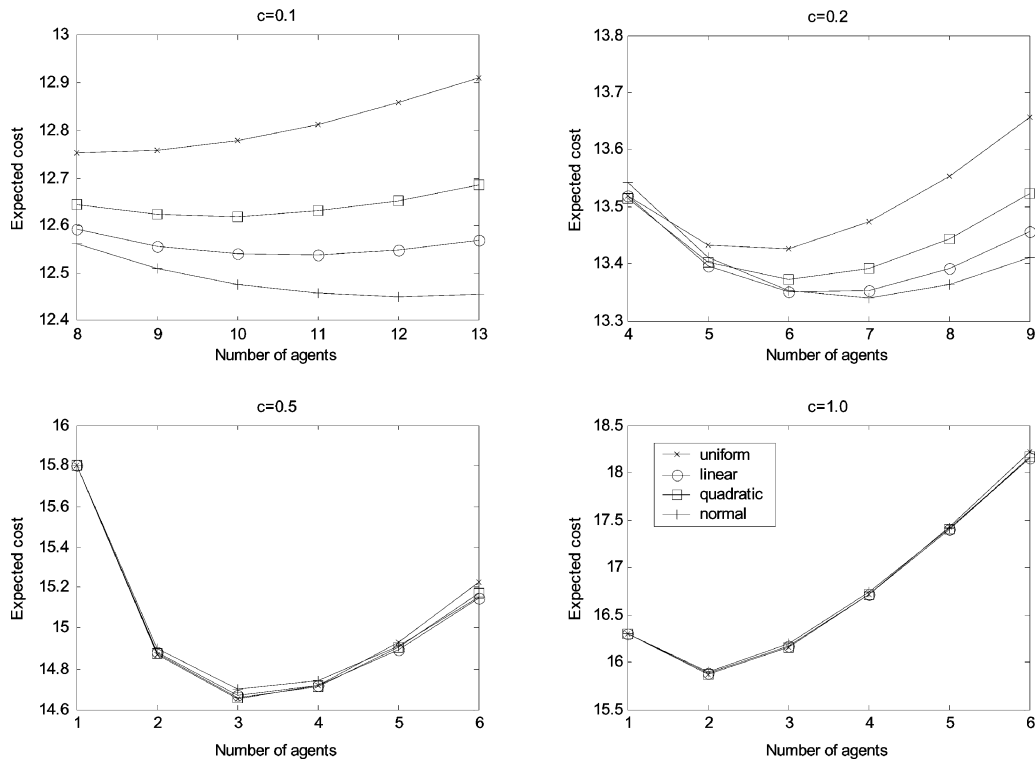 c=0.1
13
12.9
12.8
12.7
12.6
12.5
12.4
Expected cost
8 9 10 11 12 13
Number of agents
c=0.2
13.8
13.7
13.6
13.5
13.4
13.3
Expected cost
4 5 6 7 8 9
Number of agents
c=0.5
16
15.8
15.6
15.4
15.2
15
14.8
14.6
Expected cost
1 2 3 4 5 6
Number of agents
c=1.0
18.5
18
17.5
17
16.5
16
15.5
Expected cost
uniform
linear
quadratic
normal
1 2 3 4 5 6
Number of agents